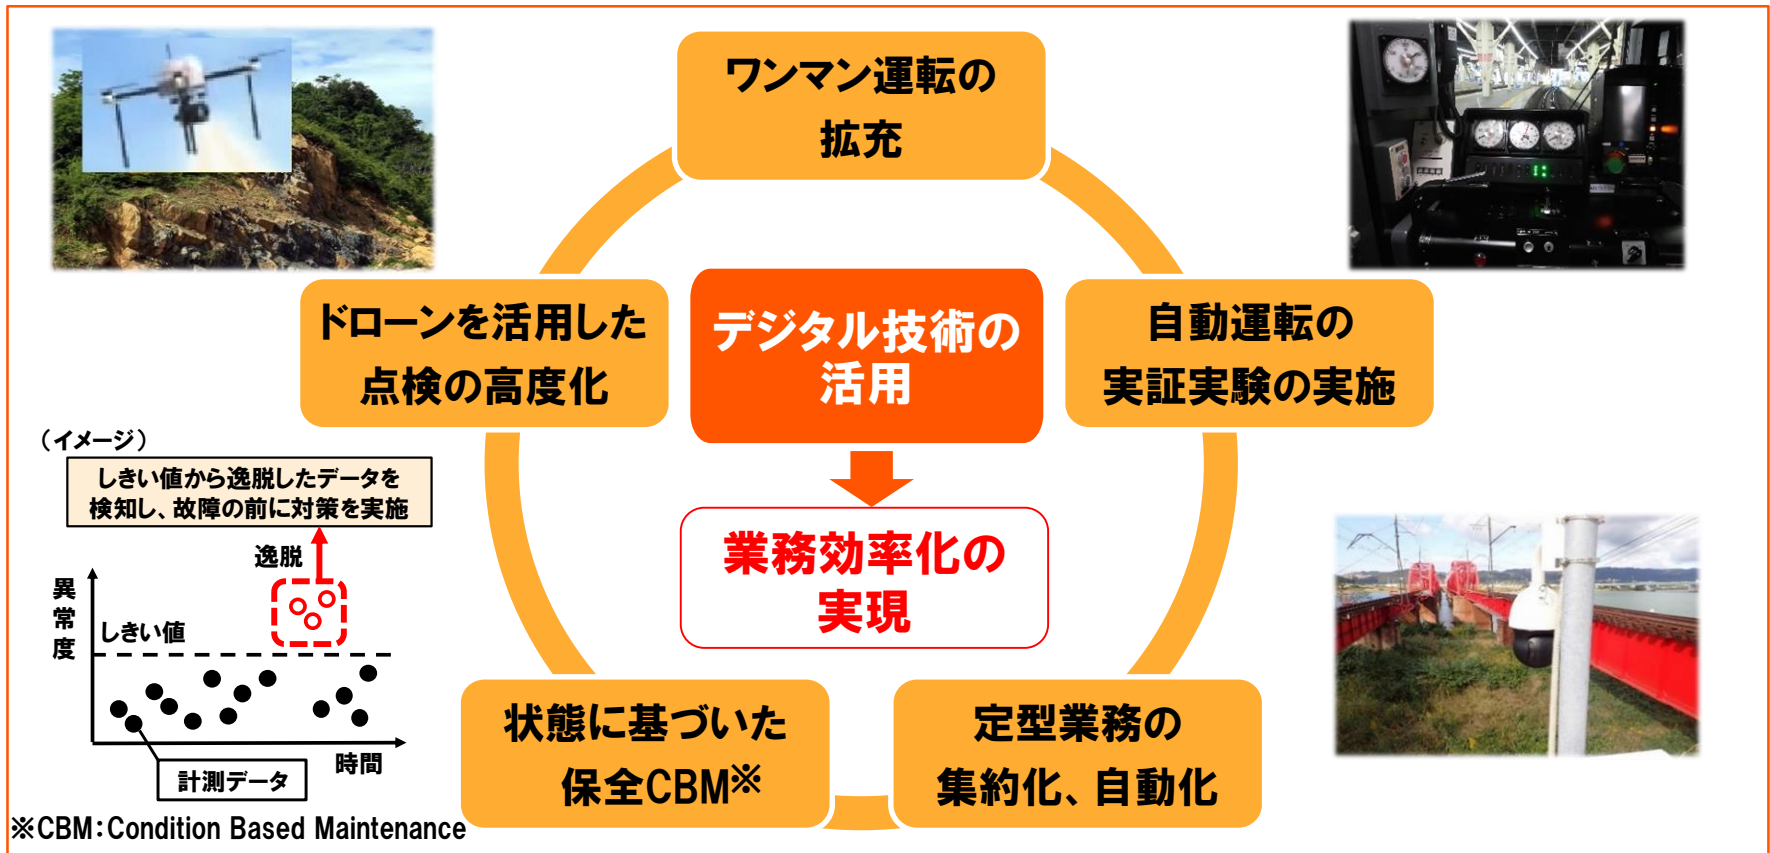 ワンマン運転の
拡充
ドローンを活用した
点検の高度化
デジタル技術の
活用
自動運転の
実証実験の実施
業務効率化の
実現
(イメージ)
しきい値から逸脱したデータを
検知し、故障の前に対策を実施
逸脱
異常度
しきい値
時間
計測データ
状態に基づいた
保全CBM※
定型業務の
集約化、自動化
※CBM:Condition Based Maintenance